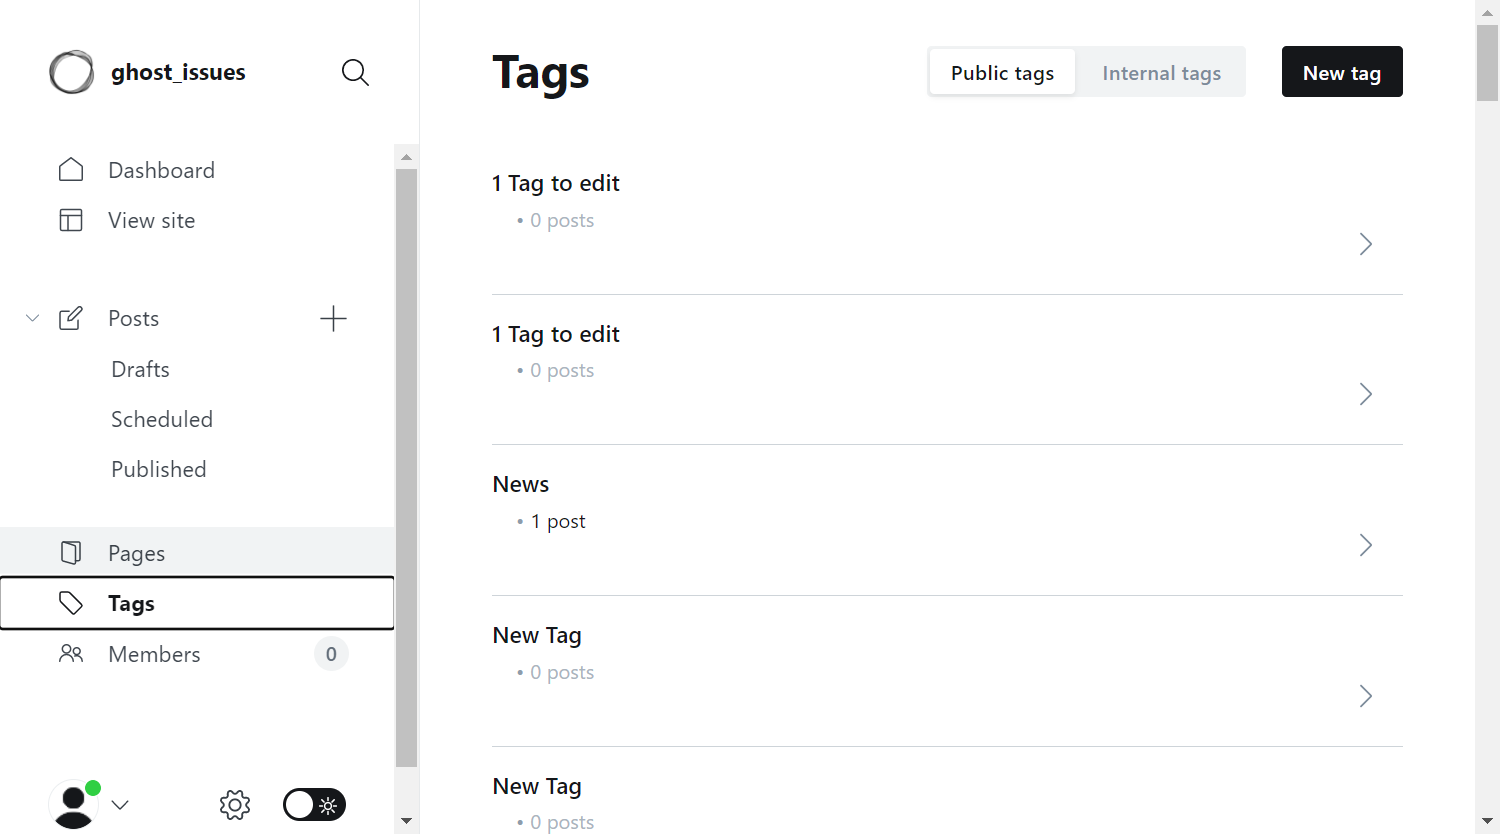 ghost_issues
Dashboard
View site
Posts
Drafts
Scheduled
Published
Pages
Tags
Members 0
Tags
Public tags
Internal tags
New tag
1 Tag to edit
• 0 posts
1 Tag to edit
• 0 posts
News
• 1 post
New Tag
• 0 posts
New Tag
• 0 posts